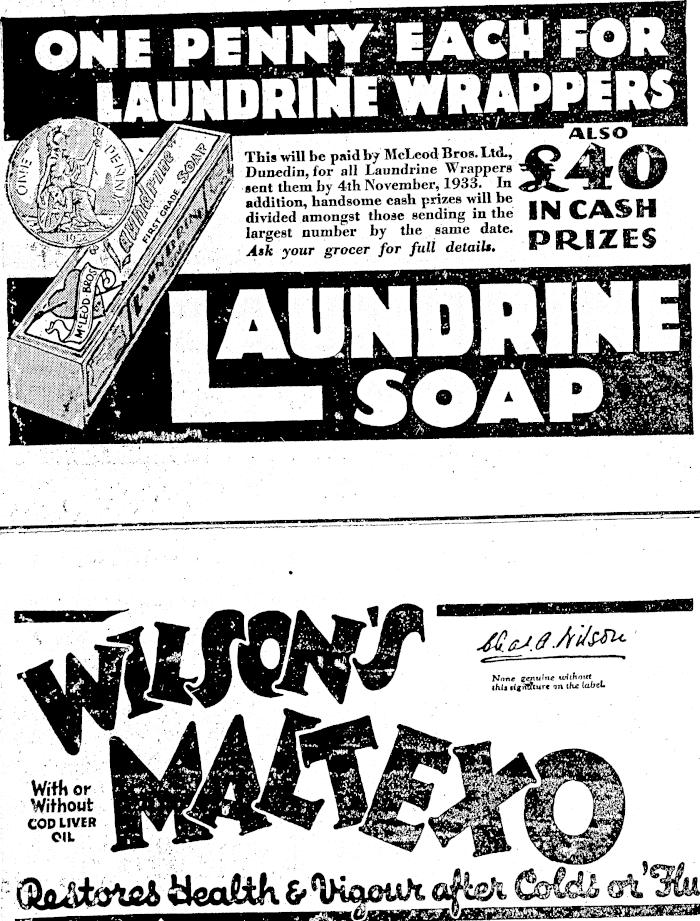 ONE PENNY EACH FOR
LAUNDRINE WRAPPERS
ONE PENNY
LAUNDRINE
FIRST GRADE SOAP
LAUNDRINE
McLEOD BROS
This will be paid by McLeod Bros. Ltd.,
Dunedin, for all Laundrine Wrappers
sent them by 4th November, 1933. In
addition, handsome cash prizes will be
divided amongst those sending in the
largest number by the same date.
Ask your grocer for full details.
ALSO
£40
IN CASH
PRIZES
LAUNDRINE
SOAP
WILSON'S
MALTEXO
Chas. A. Wilson
None genuine without
this signature on the label.
With or
Without
COD LIVER
OIL
Restores Health & Vigour after Colds or 'Flu